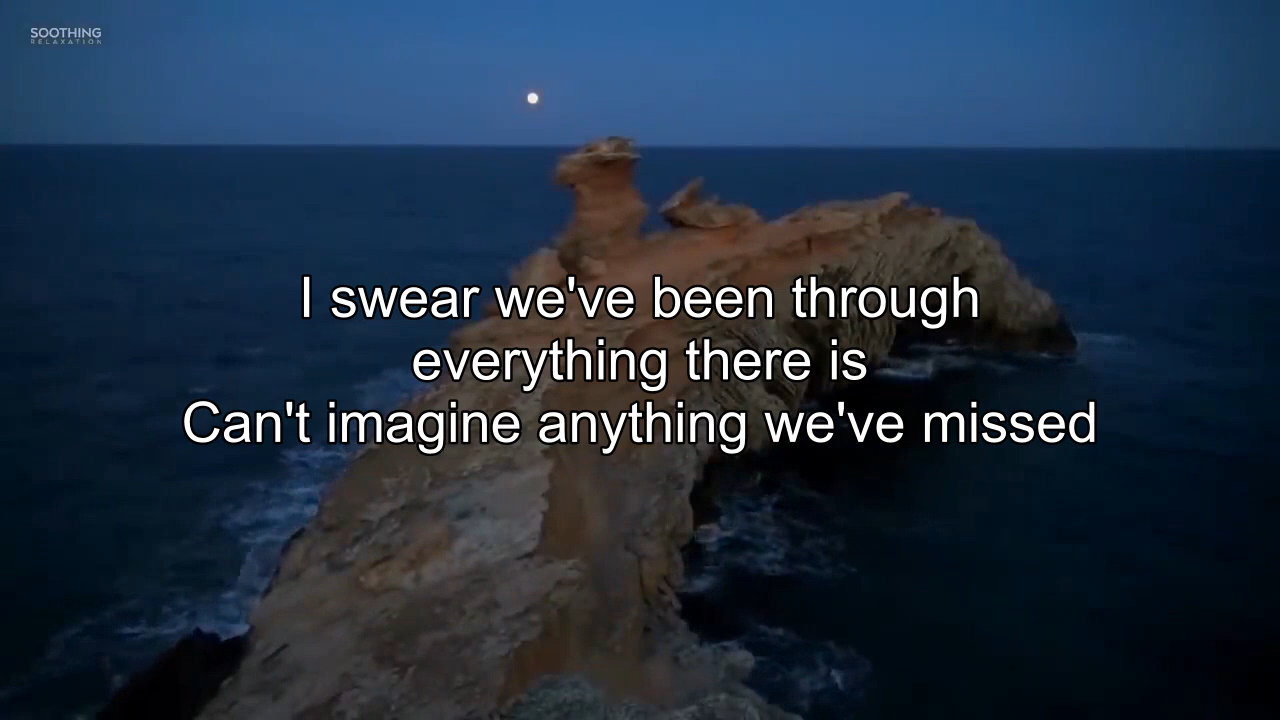 SOOTHING
RELAXATION
I swear we've been through
everything there is
Can't imagine anything we've missed